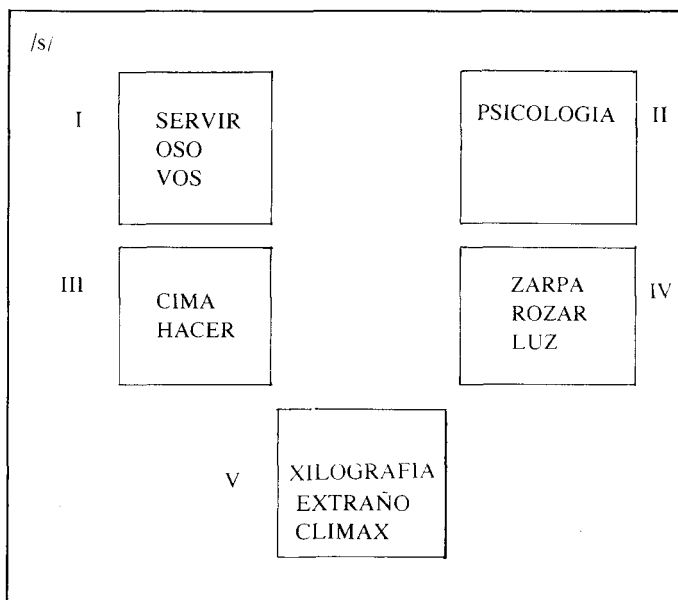 /s/
I
SERVIR
OSO
VOS
PSICOLOGIA
II
III
CIMA
HACER
ZARPA
ROZAR
LUZ
IV
V
XILOGRAFIA
EXTRAÑO
CLIMAX